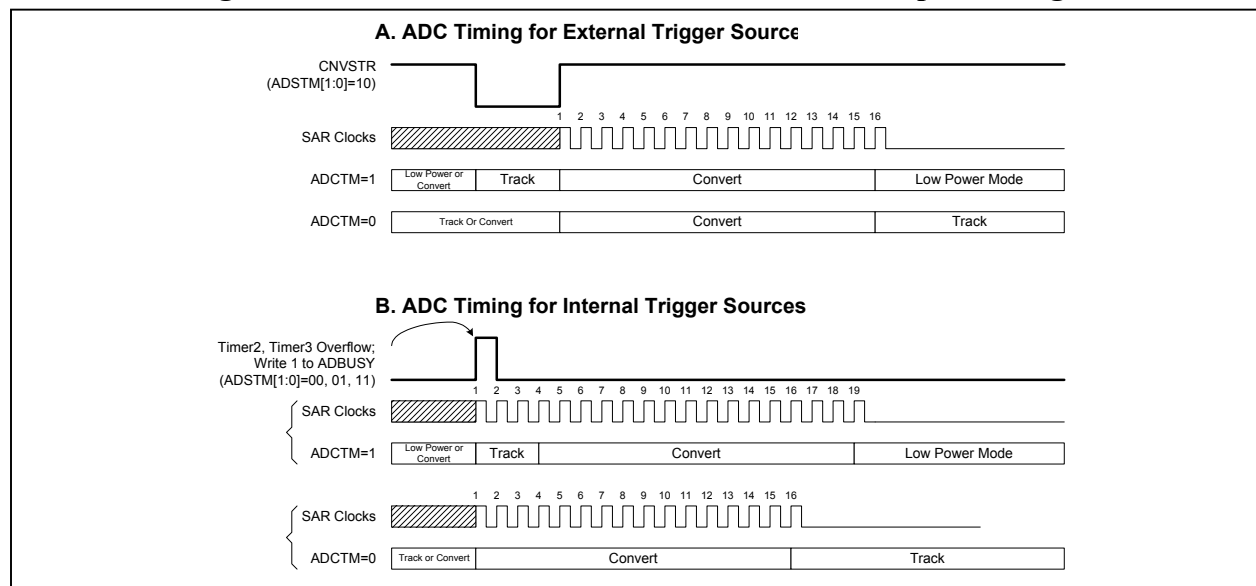 A. ADC Timing for External Trigger Source
CNVSTR
(ADSTM[1:0]=10)
1 2 3 4 5 6 7 8 9 10 11 12 13 14 15 16
SAR Clocks
ADCTM=1
Low Power or
Convert
Track
Convert
Low Power Mode
ADCTM=0
Track Or Convert
Convert
Track
B. ADC Timing for Internal Trigger Sources
Timer2, Timer3 Overflow;
Write 1 to ADBUSY
(ADSTM[1:0]=00, 01, 11)
1 2 3 4 5 6 7 8 9 10 11 12 13 14 15 16 17 18 19
SAR Clocks
ADCTM=1
Low Power or
Convert
Track
Convert
Low Power Mode
1 2 3 4 5 6 7 8 9 10 11 12 13 14 15 16
SAR Clocks
ADCTM=0
Track or Convert
Convert
Track